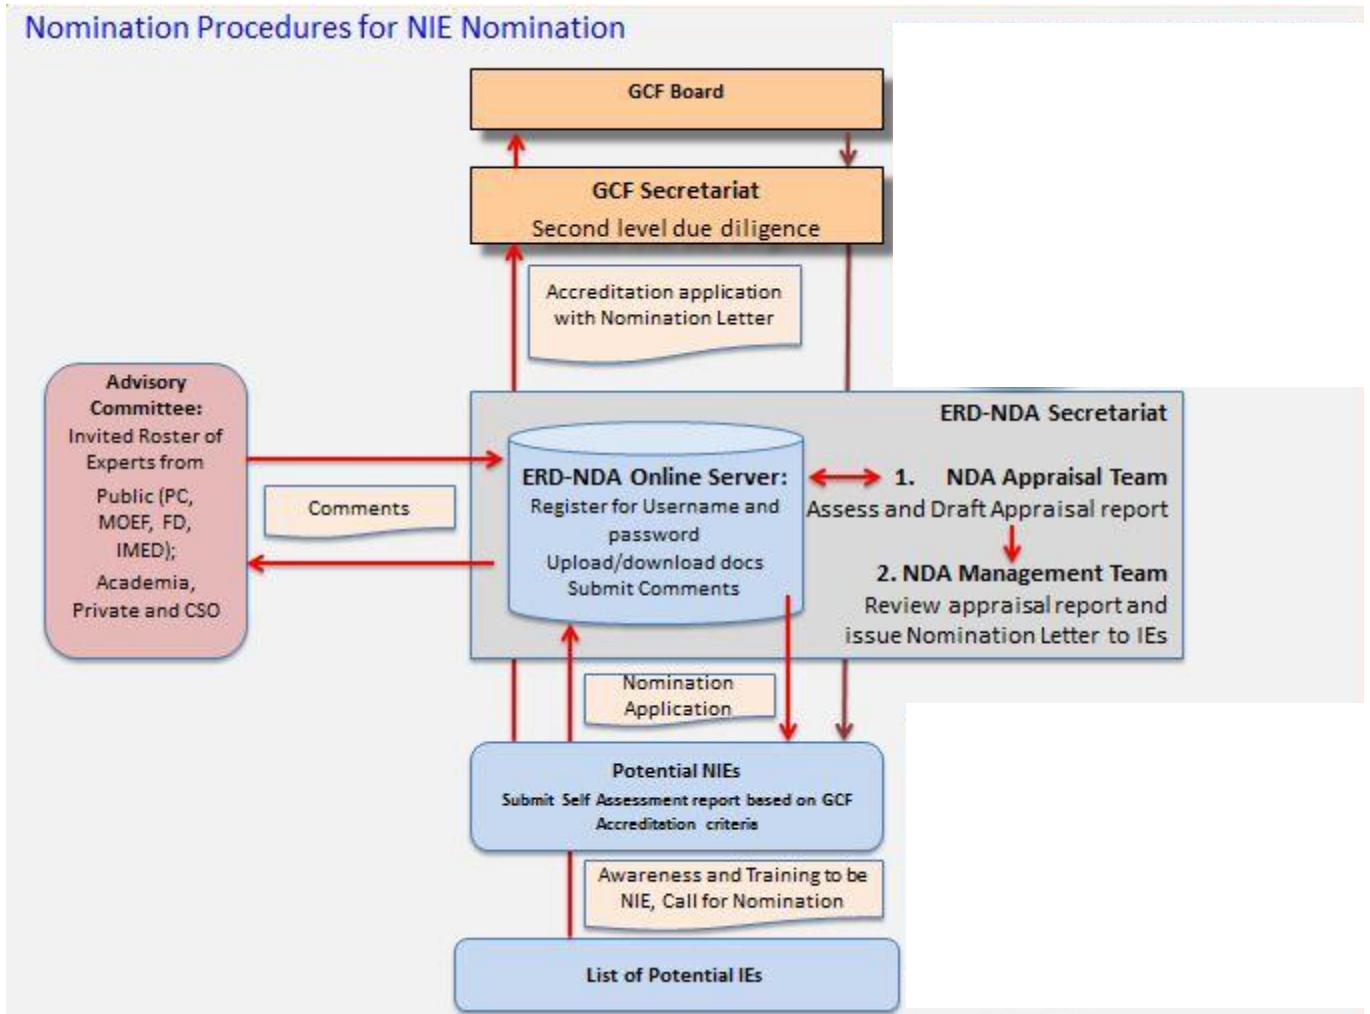 Nomination Procedures for NIE Nomination
GCF Board
GCF Secretariat
Second level due diligence
Accreditation application
with Nomination Letter
Advisory
Committee:
Invited Roster of
Experts from
Public (PC,
MOEF, FD,
IMED);
Academia,
Private and CSO
Comments
ERD-NDA Secretariat
ERD-NDA Online Server:
Register for Username and
password
Upload/download docs
Submit Comments
1. NDA Appraisal Team
Assess and Draft Appraisal report
2. NDA Management Team
Review appraisal report and
issue Nomination Letter to IEs
Nomination
Application
Potential NIEs
Submit Self Assessment report based on GCF
Accreditation criteria
Awareness and Training to be
NIE, Call for Nomination
List of Potential IEs